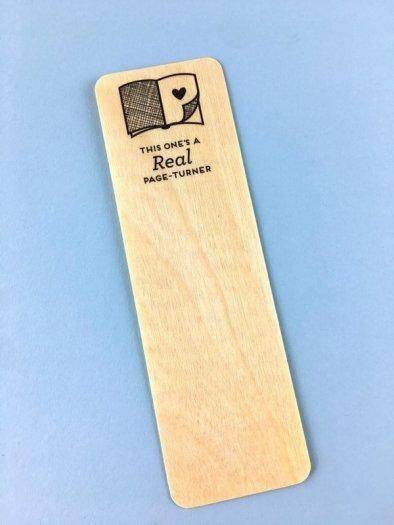 THIS ONE'S A
Real
PAGE-TURNER